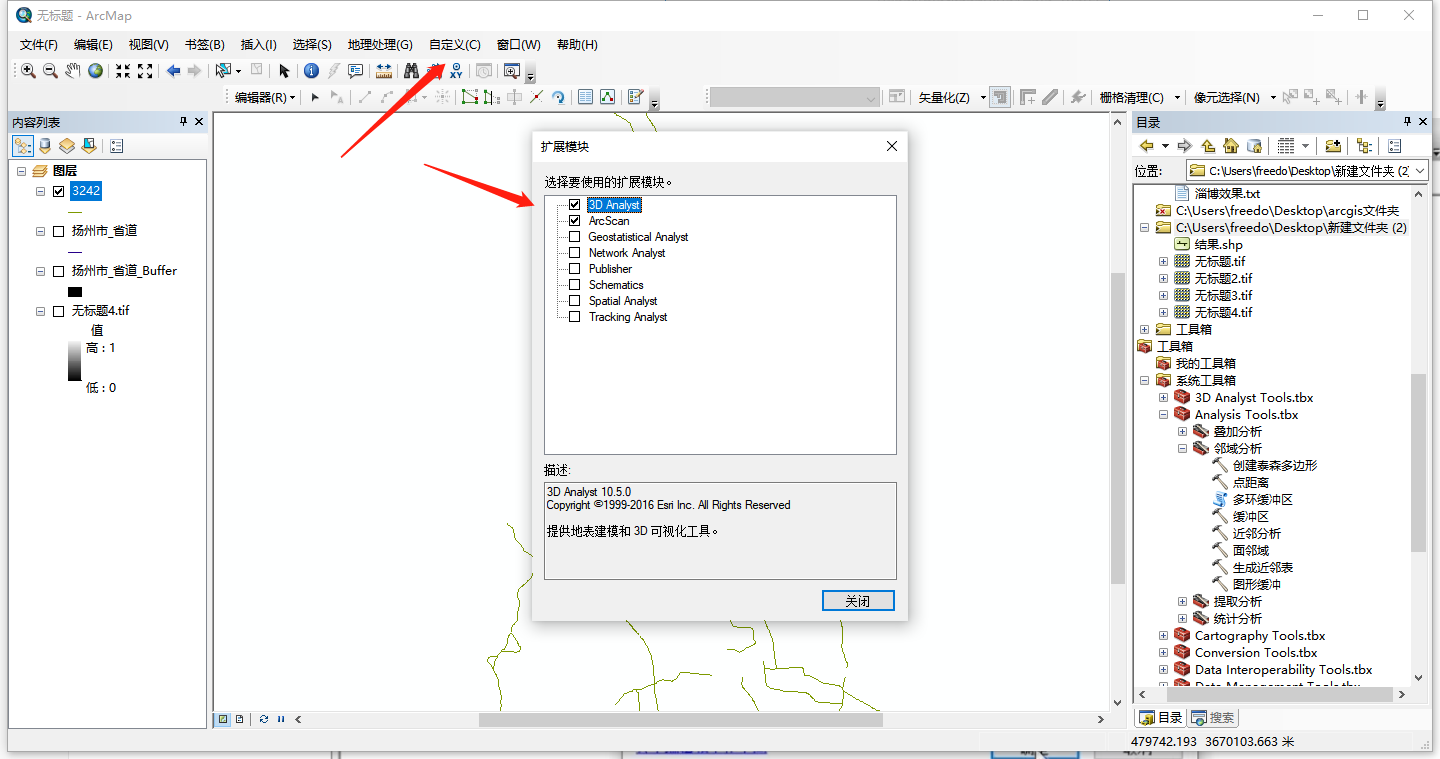 无标题 - ArcMap
文件(F) 编辑(E) 视图(V) 书签(B) 插入(I) 选择(S) 地理处理(G) 自定义(C) 窗口(W) 帮助(H)
编辑器(R) 矢量化(Z) 栅格清理(C) 像元选择(N)
内容列表
图层
3242
扬州市_省道
扬州市_省道_Buffer
无标题4.tif
值
高 : 1
低 : 0
扩展模块
选择要使用的扩展模块。
3D Analyst
ArcScan
Geostatistical Analyst
Network Analyst
Publisher
Schematics
Spatial Analyst
Tracking Analyst
描述:
3D Analyst 10.5.0
Copyright ©1999-2016 Esri Inc. All Rights Reserved
提供地表建模和 3D 可视化工具。
关闭
目录
位置: C:\Users\freedo\Desktop\新建文件夹 (2)
淄博效果.txt
C:\Users\freedo\Desktop\arcgis文件夹
C:\Users\freedo\Desktop\新建文件夹 (2)
结果.shp
无标题.tif
无标题2.tif
无标题3.tif
无标题4.tif
工具箱
工具箱
我的工具箱
系统工具箱
3D Analyst Tools.tbx
Analysis Tools.tbx
叠加分析
邻域分析
创建泰森多边形
点距离
多环缓冲区
缓冲区
近邻分析
面邻域
生成近邻表
图形缓冲
提取分析
统计分析
Cartography Tools.tbx
Conversion Tools.tbx
Data Interoperability Tools.tbx
Data Management Tools.tbx
目录 搜索
479742.193 3670103.663 米